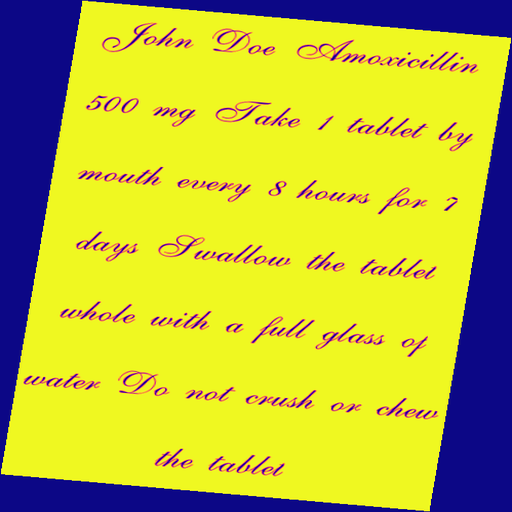 John Doe Amoxicillin
500 mg Take 1 tablet by
mouth every 8 hours for 7
days Swallow the tablet
whole with a full glass of
water Do not crush or chew
the tablet